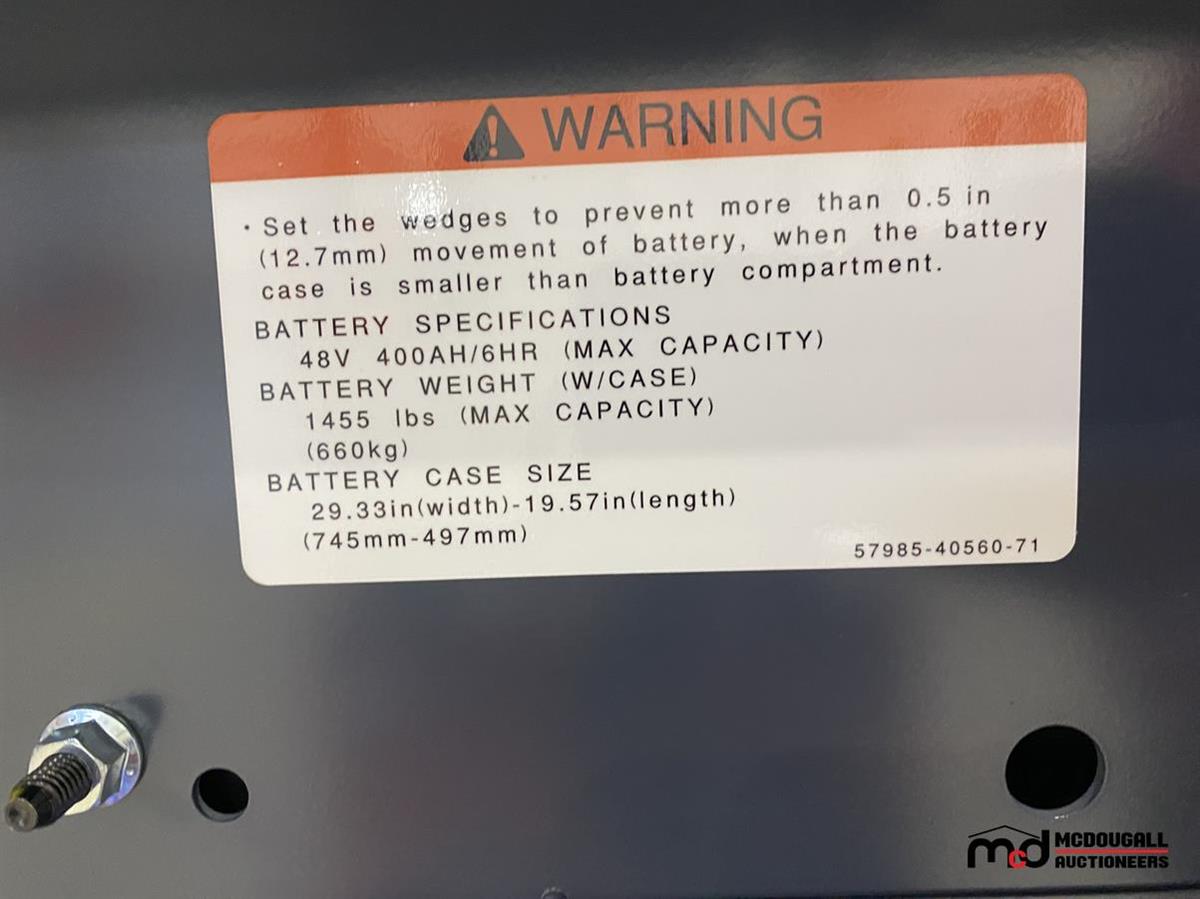 WARNING
・Set the wedges to prevent more than 0.5 in
(12.7mm) movement of battery, when the battery
case is smaller than battery compartment.
BATTERY SPECIFICATIONS
48V 400AH/6HR (MAX CAPACITY)
BATTERY WEIGHT (W/CASE)
1455 lbs (MAX CAPACITY)
(660kg)
BATTERY CASE SIZE
29.33in(width)-19.57in(length)
(745mm-497mm)
57985-40560-71
mcd MCDOUGALL
AUCTIONEERS